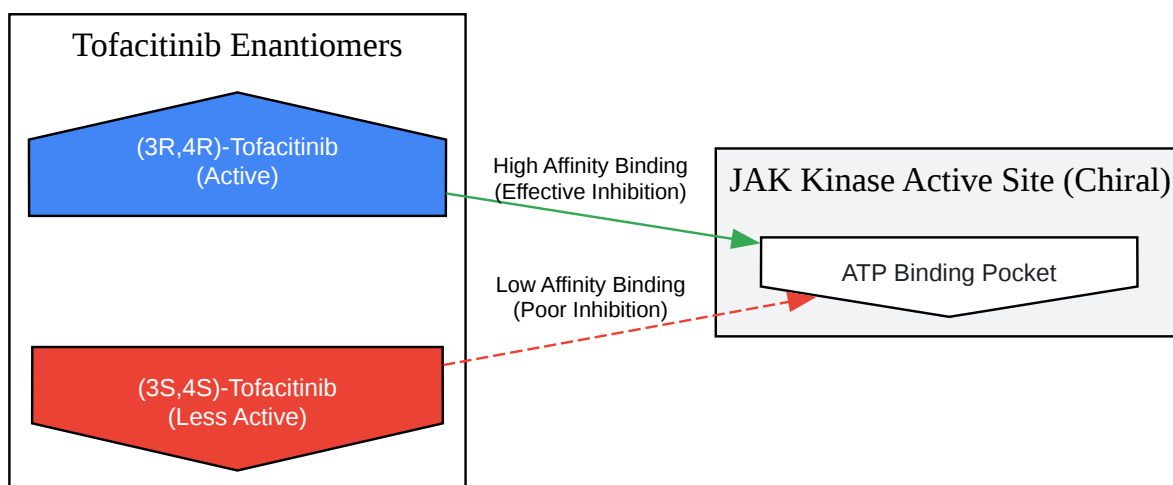 Tofacitinib Enantiomers
(3R,4R)-Tofacitinib
(Active)
High Affinity Binding
(Effective Inhibition)
JAK Kinase Active Site (Chiral)
ATP Binding Pocket
Low Affinity Binding
(Poor Inhibition)
(3S,4S)-Tofacitinib
(Less Active)